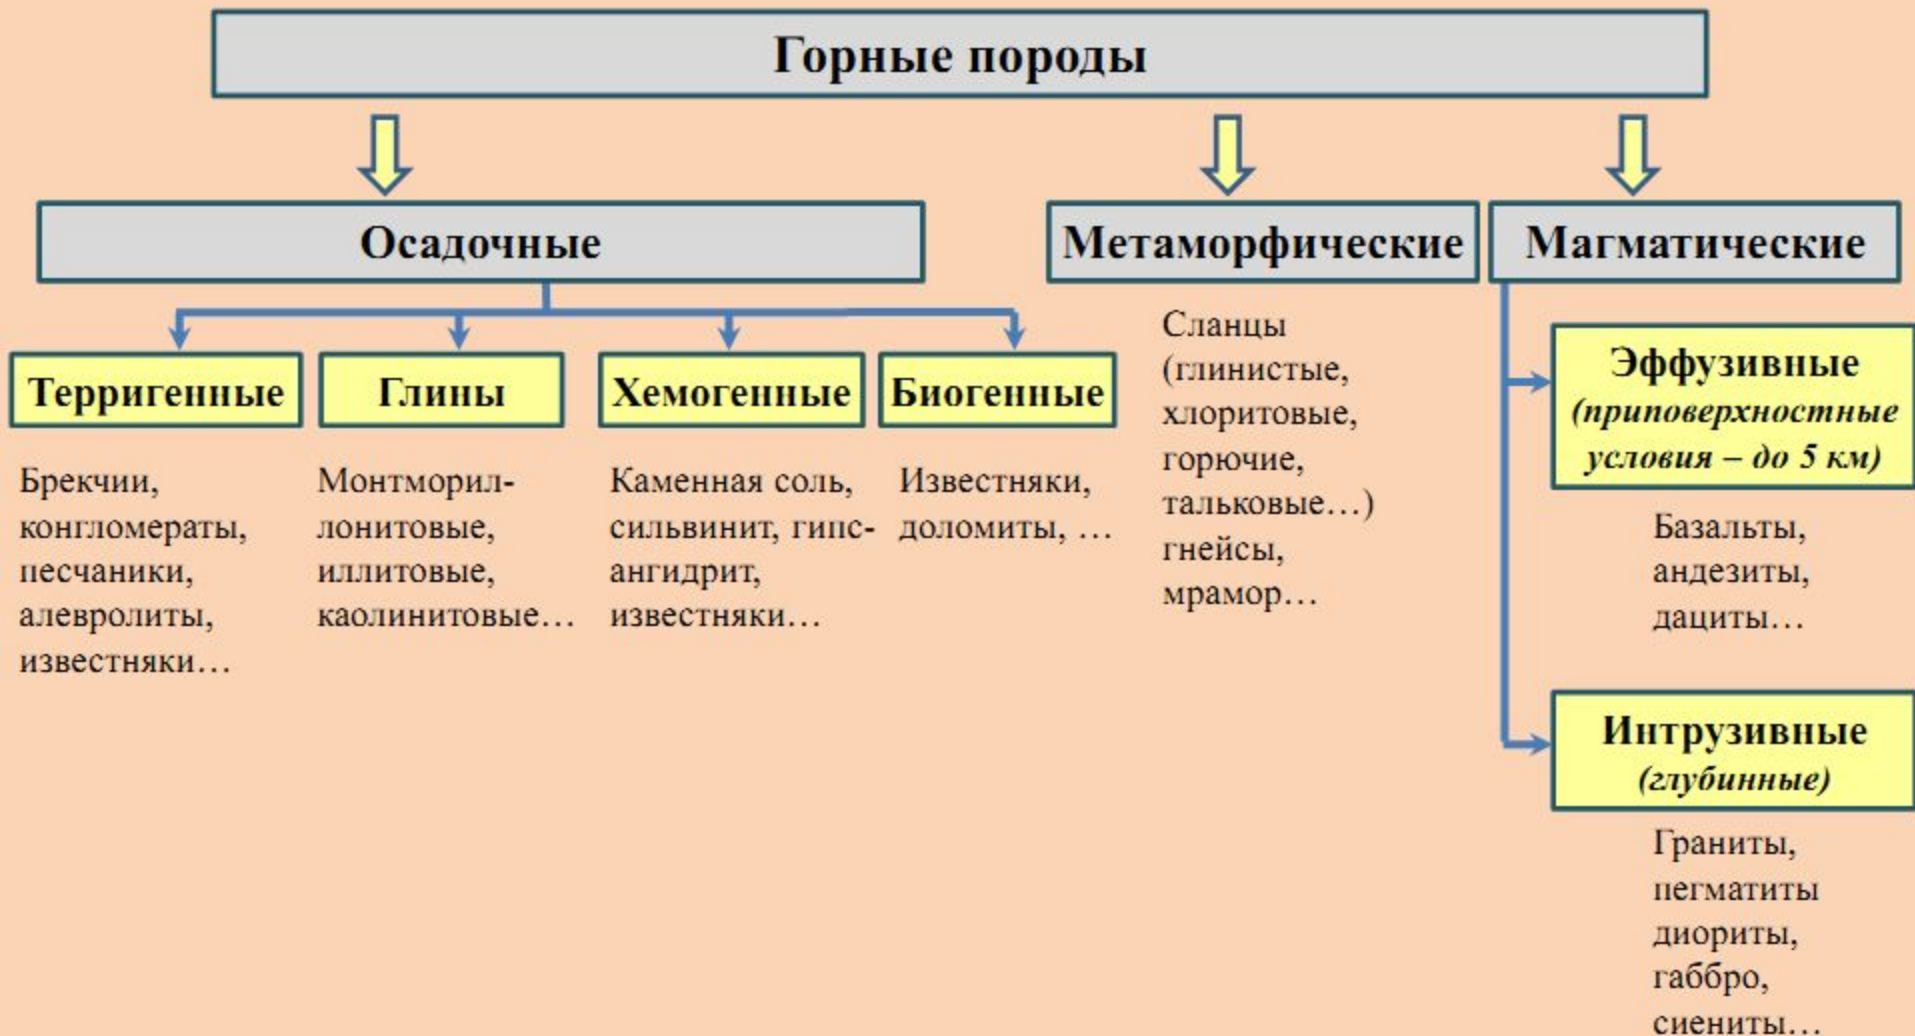 Горные породы
Осадочные
Метаморфические
Магматические
Терригенные
Брекчии,
конгломераты,
песчаники,
алевролиты,
известняки…
Глины
Монтморил-
лонитовые,
иллитовые,
каолинитовые…
Хемогенные
Каменная соль,
сильвинит, гипс-
ангидрит,
известняки…
Биогенные
Известняки,
доломиты, …
Сланцы
(глинистые,
хлоритовые,
горючие,
тальковые…)
гнейсы,
мрамор…
Эффузивные
(приповерхностные
условия – до 5 км)
Базальты,
андезиты,
дациты…
Интрузивные
(глубинные)
Граниты,
пегматиты
диориты,
габбро,
сиениты…